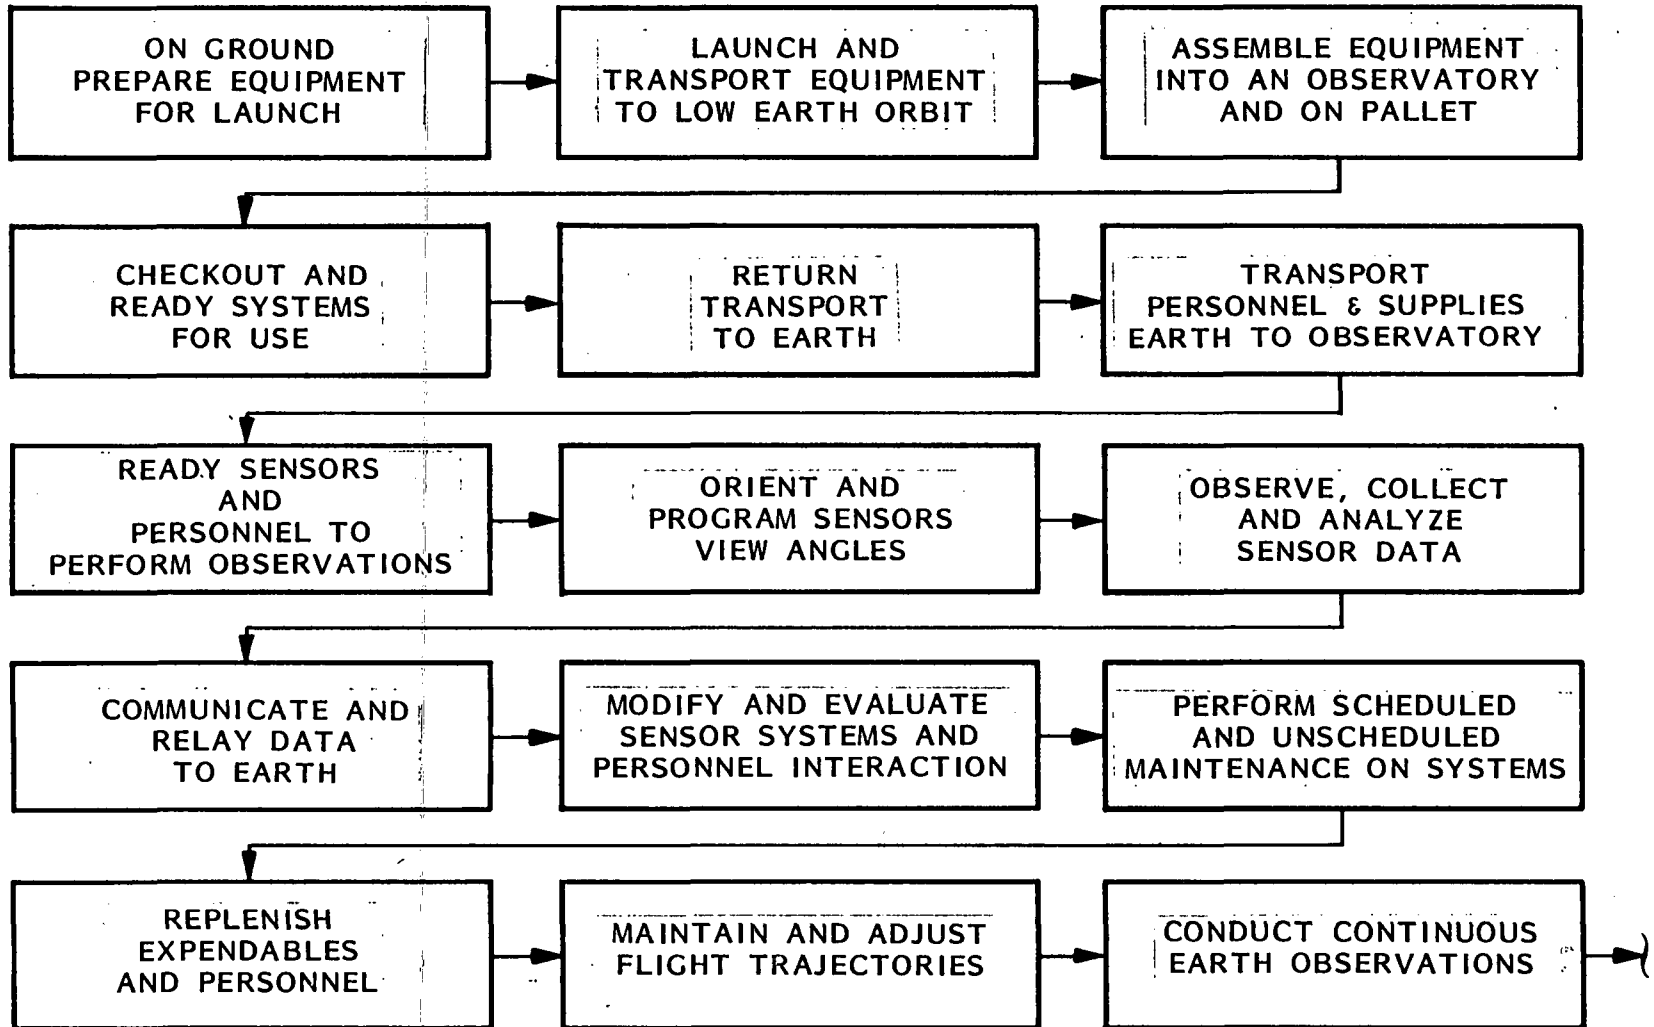 ON GROUND
PREPARE EQUIPMENT
FOR LAUNCH
LAUNCH AND
TRANSPORT EQUIPMENT
TO LOW EARTH ORBIT
ASSEMBLE EQUIPMENT
INTO AN OBSERVATORY
AND ON PALLET
CHECKOUT AND
READY SYSTEMS
FOR USE
RETURN
TRANSPORT
TO EARTH
TRANSPORT
PERSONNEL & SUPPLIES
EARTH TO OBSERVATORY
READY SENSORS
AND
PERSONNEL TO
PERFORM OBSERVATIONS
ORIENT AND
PROGRAM SENSORS
VIEW ANGLES
OBSERVE, COLLECT
AND ANALYZE
SENSOR DATA
COMMUNICATE AND
RELAY DATA
TO EARTH
MODIFY AND EVALUATE
SENSOR SYSTEMS AND
PERSONNEL INTERACTION
PERFORM SCHEDULED
AND UNSCHEDULED
MAINTENANCE ON SYSTEMS
REPLENISH
EXPENDABLES
AND PERSONNEL
MAINTAIN AND ADJUST
FLIGHT TRAJECTORIES
CONDUCT CONTINUOUS
EARTH OBSERVATIONS